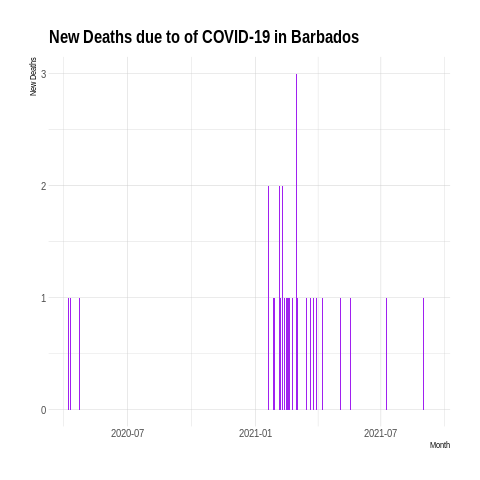 New Deaths due to of COVID-19 in Barbados
New Deaths
3
2
1
0
2020-07 2021-01 2021-07
Month